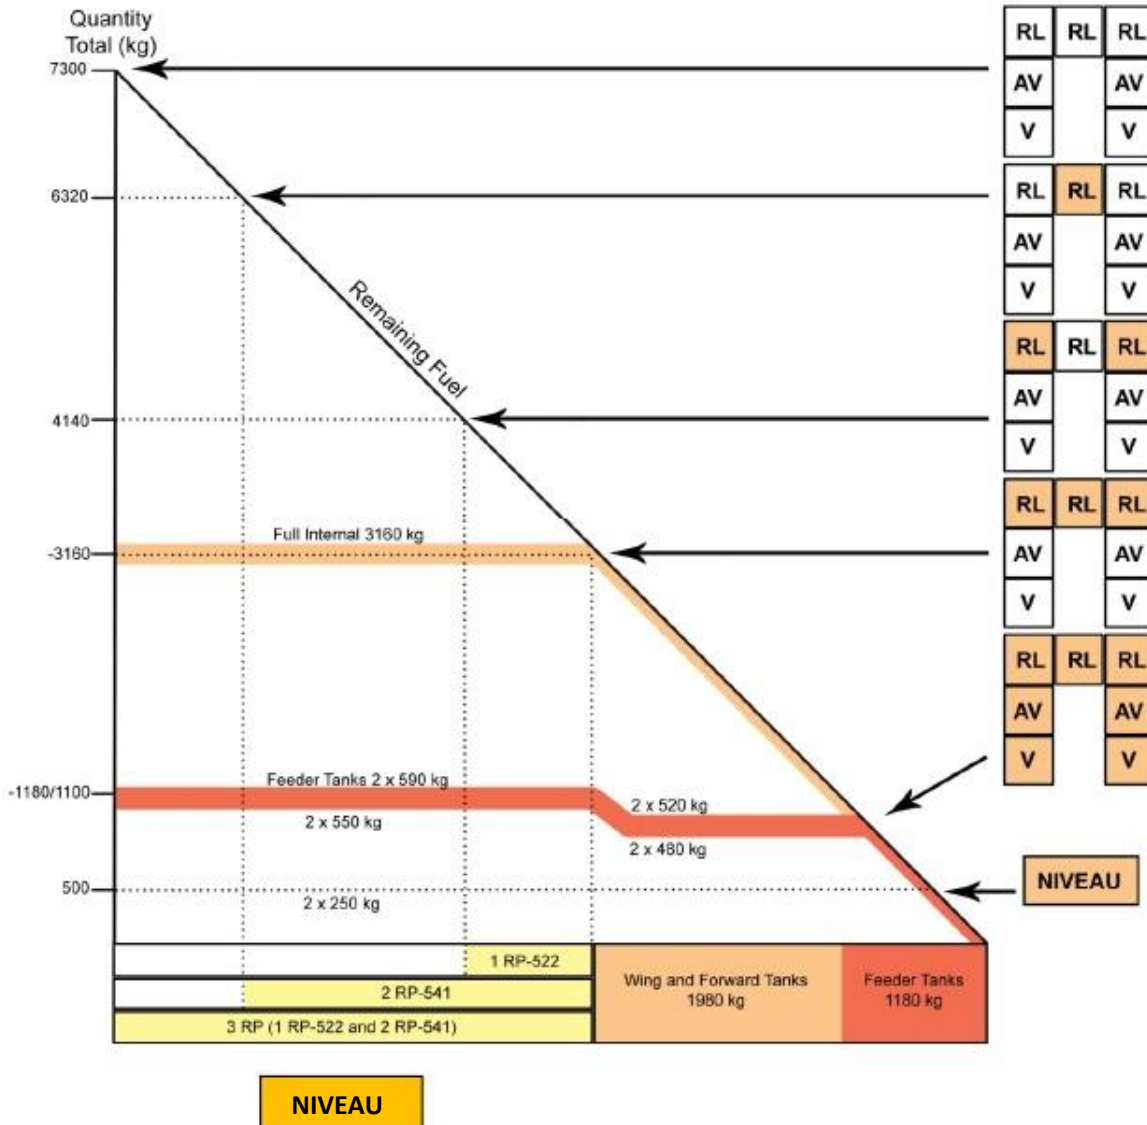 Quantity
Total (kg)
7300
RL RL RL
AV AV
V V
6320
RL RL RL
AV AV
V V
Remaining Fuel
RL RL RL
4140
AV AV
V V
Full Internal 3160 kg
-3160
RL RL RL
AV AV
V V
RL RL RL
AV AV
V V
Feeder Tanks 2 x 590 kg
-1180/1100
2 x 550 kg
2 x 520 kg
2 x 480 kg
500
2 x 250 kg
NIVEAU
1 RP-522
2 RP-541
3 RP (1 RP-522 and 2 RP-541)
Wing and Forward Tanks
1980 kg
Feeder Tanks
1180 kg
NIVEAU